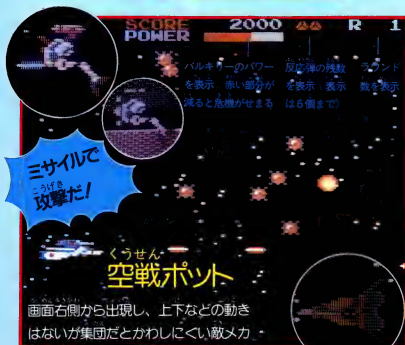 SCORE 2000 R 1
POWER
バルキリーのパワー
を表示 赤い部分が
減ると危機がせまる
反応弾の残数
を表示 表示
は6個まで)
ラウンド
数を表示
ミサイルで
こうげき
攻撃だ!
くうせん
空戦ポット
画面右側から出現し、上下などの動き
はないが集団だとかわしにくい敵メカ